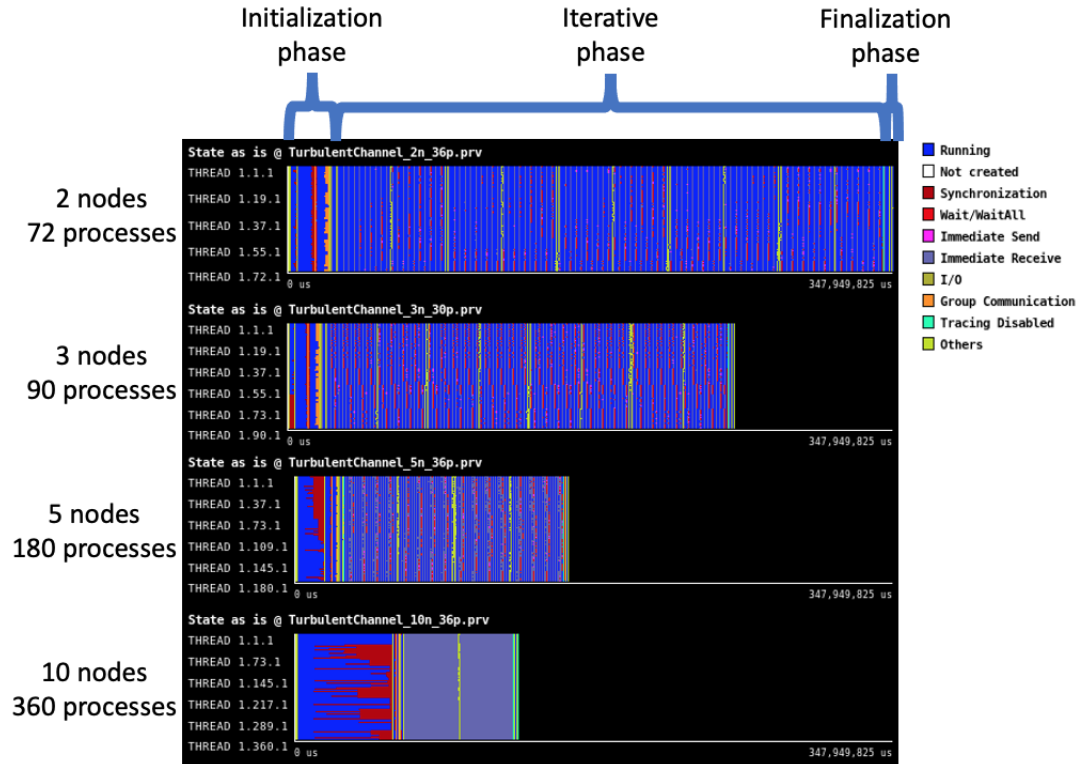 Initialization
phase
Iterative
phase
Finalization
phase
2 nodes
72 processes
State as is @ TurbulentChannel_2n_36p.prv
THREAD 1.1.1
THREAD 1.19.1
THREAD 1.37.1
THREAD 1.55.1
THREAD 1.72.1
0 us
347,949,825 us
Running
Not created
Synchronization
Wait/WaitAll
Immediate Send
Immediate Receive
I/O
Group Communication
Tracing Disabled
Others
3 nodes
90 processes
State as is @ TurbulentChannel_3n_30p.prv
THREAD 1.1.1
THREAD 1.19.1
THREAD 1.37.1
THREAD 1.55.1
THREAD 1.73.1
THREAD 1.90.1
0 us
347,949,825 us
5 nodes
180 processes
State as is @ TurbulentChannel_5n_36p.prv
THREAD 1.1.1
THREAD 1.37.1
THREAD 1.73.1
THREAD 1.109.1
THREAD 1.145.1
THREAD 1.180.1
0 us
347,949,825 us
10 nodes
360 processes
State as is @ TurbulentChannel_10n_36p.prv
THREAD 1.1.1
THREAD 1.73.1
THREAD 1.145.1
THREAD 1.217.1
THREAD 1.289.1
THREAD 1.360.1
0 us
347,949,825 us